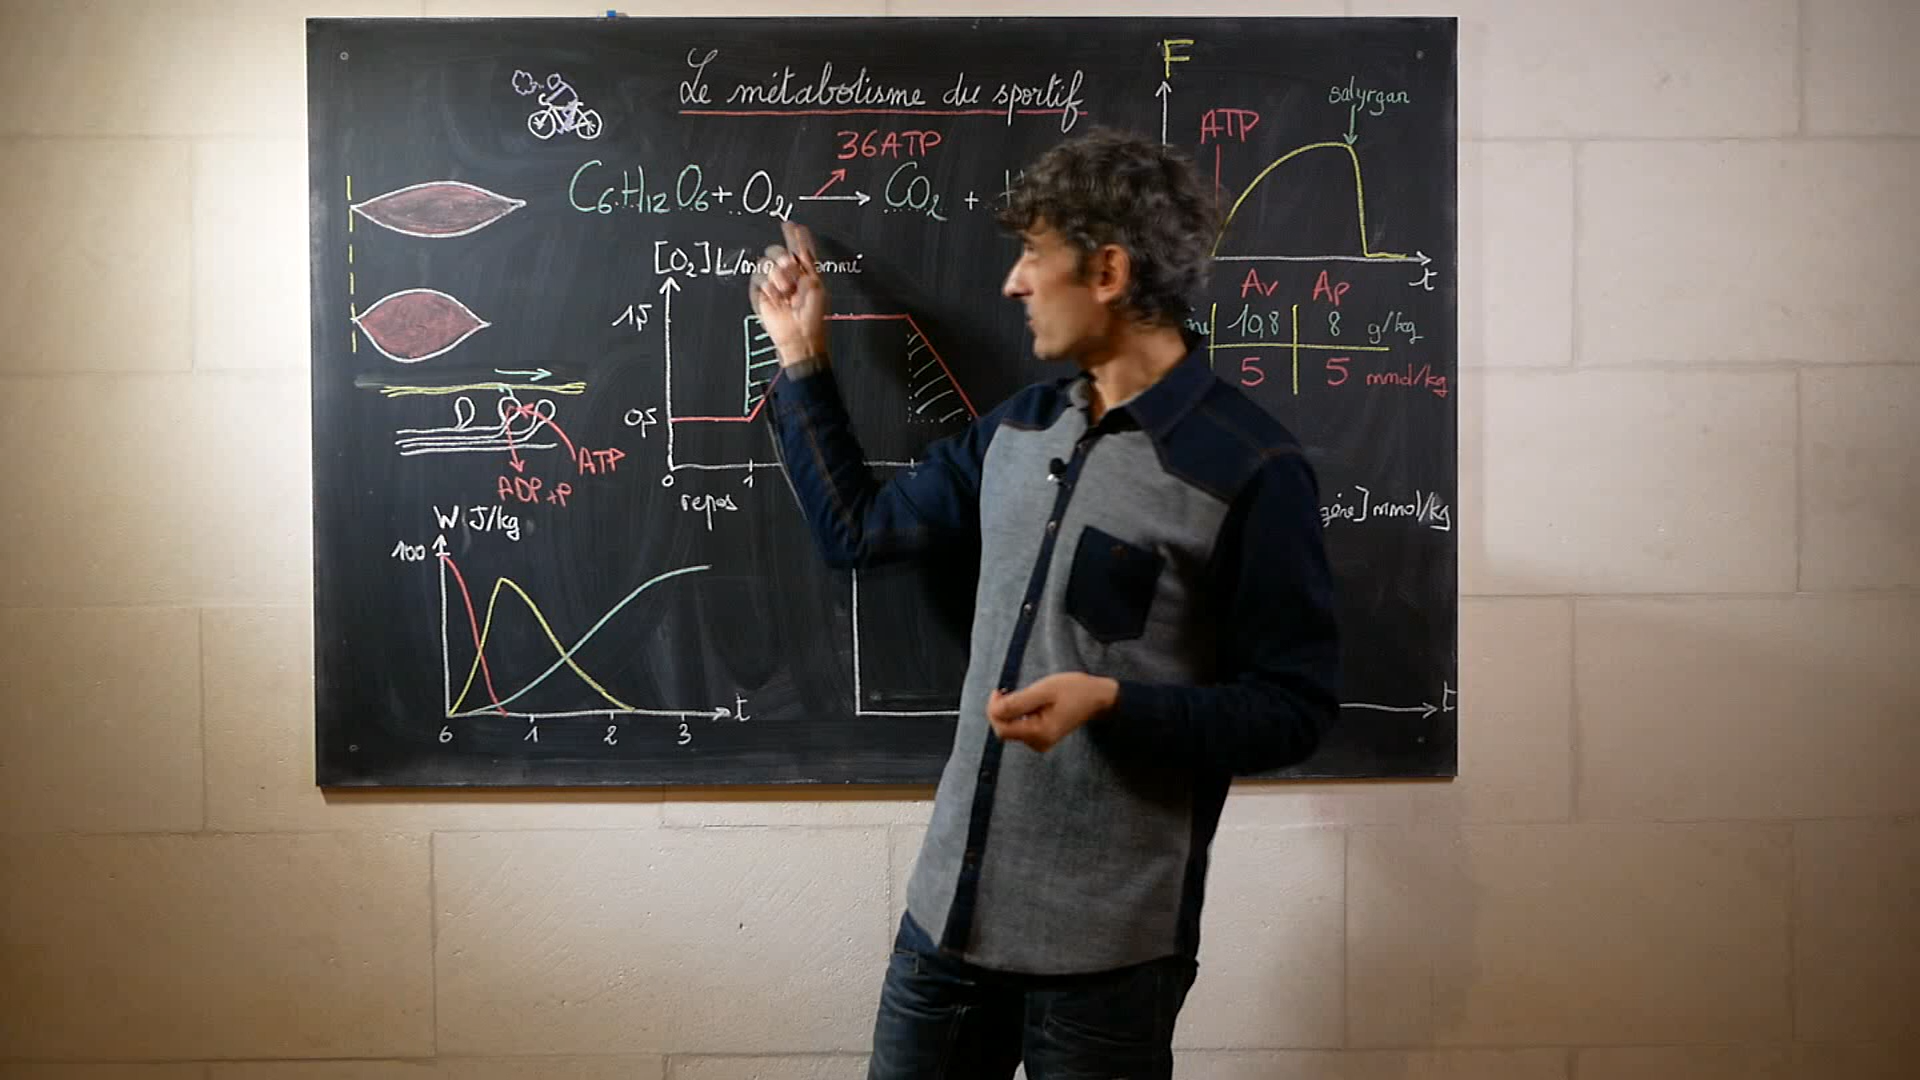 Le métabolisme du sportif
36ATP
C6H12O6 + O2 → CO2 + H
[O2] L/min
1,5
0,5
0
1
repos
ATP
ADP+P
W J/kg
100
0
1
2
3
t
F
salyrgan
ATP
t
Av Ap
10,8 8 g/kg
5 5 mmol/kg
gène] mmol/kg
t